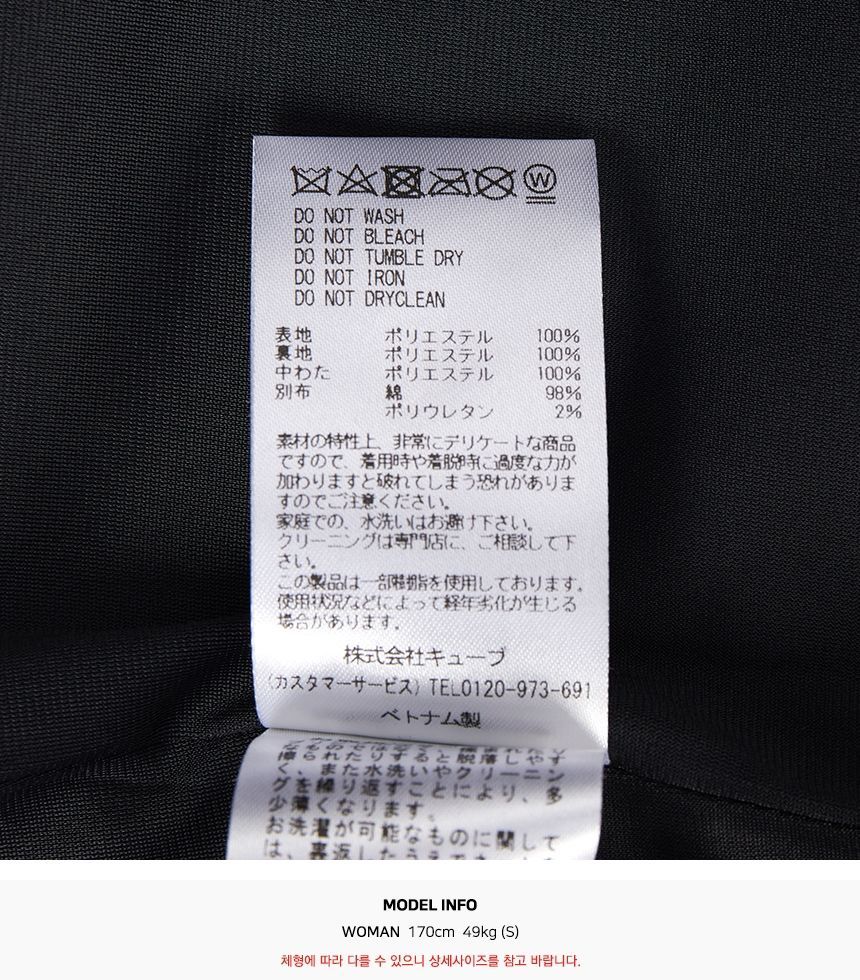 W
DO NOT WASH
DO NOT BLEACH
DO NOT TUMBLE DRY
DO NOT IRON
DO NOT DRYCLEAN
表地 ポリエステル 100%
裏地 ポリエステル 100%
中わた ポリエステル 100%
別布 綿 98%
ポリウレタン 2%
素材の特性上、非常にデリケートな商品
ですので、着用時や着脱時に過度な力が
加わりますと破れてしまう恐れがありま
すのでご注意ください。
家庭での、水洗いはお避け下さい。
クリーニングは専門店に、ご相談して下
さい。
この製品は一部樹脂を使用しております。
使用状況などによって経年劣化が生じる
場合があります。
株式会社キューブ
(カスタマーサービス) TEL0120-973-691
ベトナム製
く、また水洗いやクリーニン
グを繰り返すことにより、多
少薄くなります。
お洗濯が可能なものに関して
は、裏返したうえで
MODEL INFO
WOMAN 170cm 49kg (S)
체형에 따라 다를 수 있으니 상세사이즈를 참고 바랍니다.